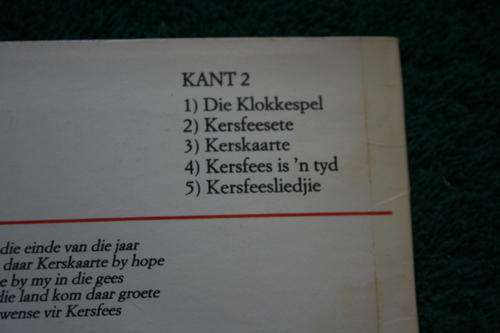 KANT 2
1) Die Klokkespel
2) Kersfeesete
3) Kerskaarte
4) Kersfees is 'n tyd
5) Kersfeesliedjie
die einde van die jaar
daar Kerskaarte by hope
e by my in die gees
die land kom daar groete
wense vir Kersfees